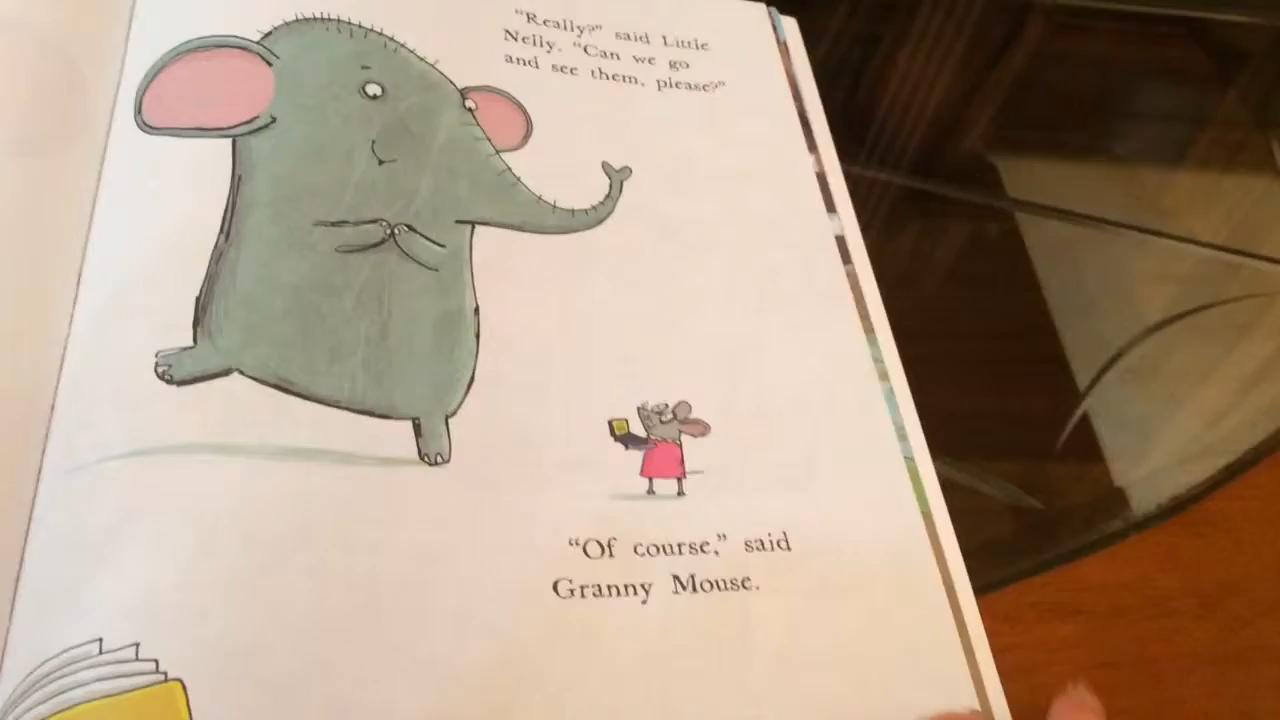 “Really?” said Little
Nelly. “Can we go
and see them, please?”
“Of course,” said
Granny Mouse.